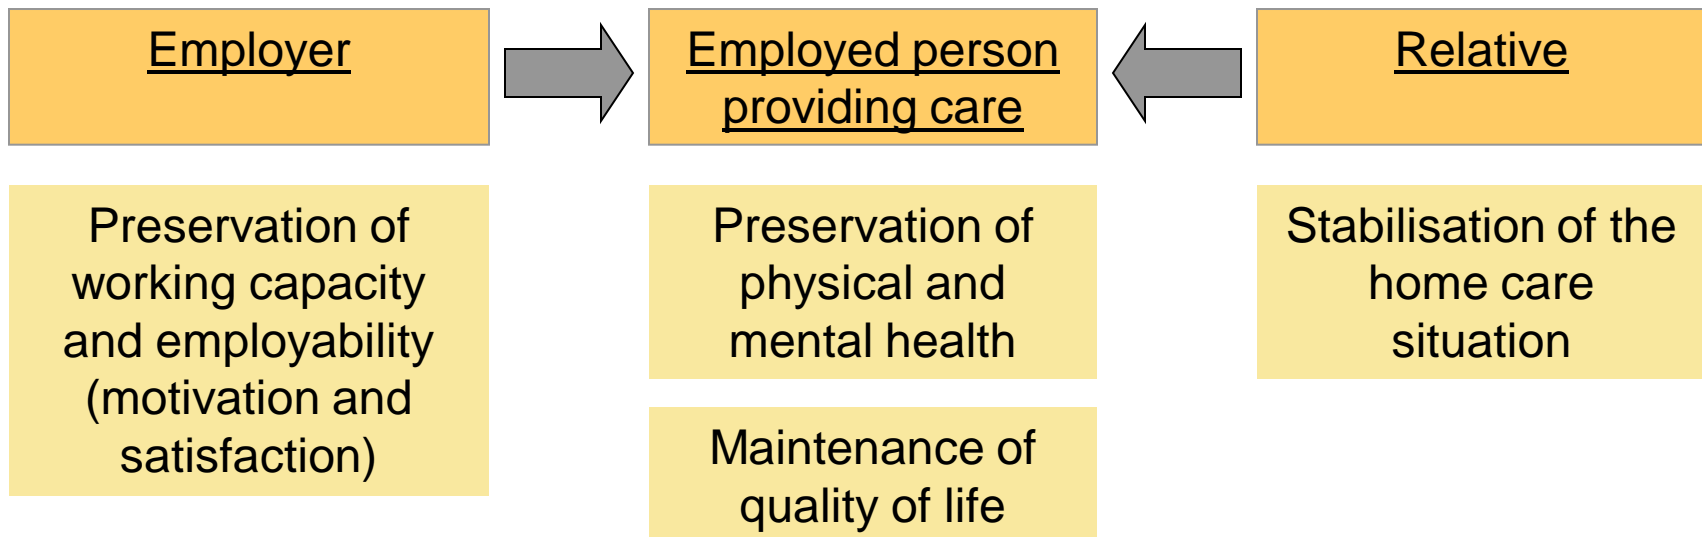 Employer
Employed person
providing care
Relative
Preservation of
working capacity
and employability
(motivation and
satisfaction)
Preservation of
physical and
mental health
Maintenance of
quality of life
Stabilisation of the
home care
situation